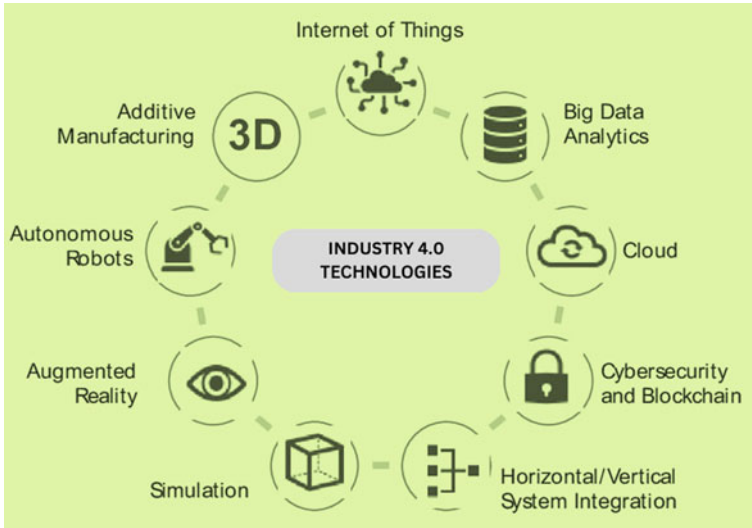 Internet of Things
Additive
Manufacturing
3D
Big Data
Analytics
Autonomous
Robots
INDUSTRY 4.0
TECHNOLOGIES
Cloud
Augmented
Reality
Cybersecurity
and Blockchain
Simulation
Horizontal/Vertical
System Integration